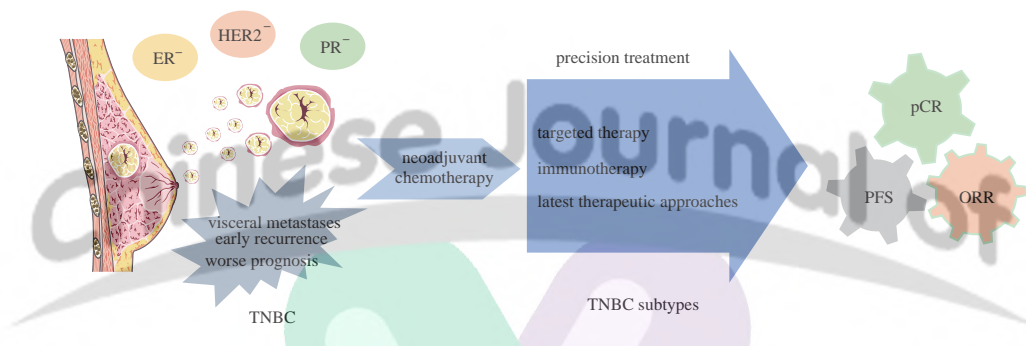 HER2⁻
ER⁻
PR⁻
visceral metastases
early recurrence
worse prognosis
TNBC
neoadjuvant
chemotherapy
precision treatment
targeted therapy
immunotherapy
latest therapeutic approaches
TNBC subtypes
pCR
PFS
ORR
Chinese Journal of